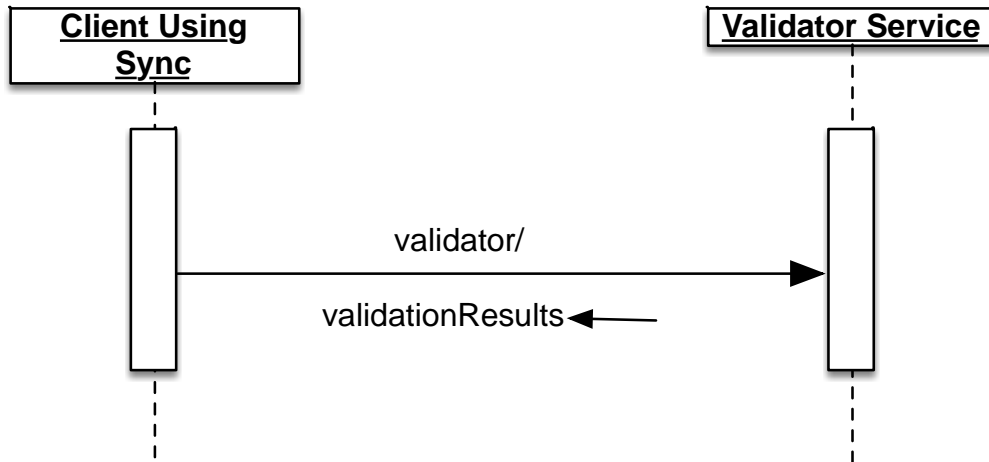 Client Using
Sync
Validator Service
validator/
validationResults